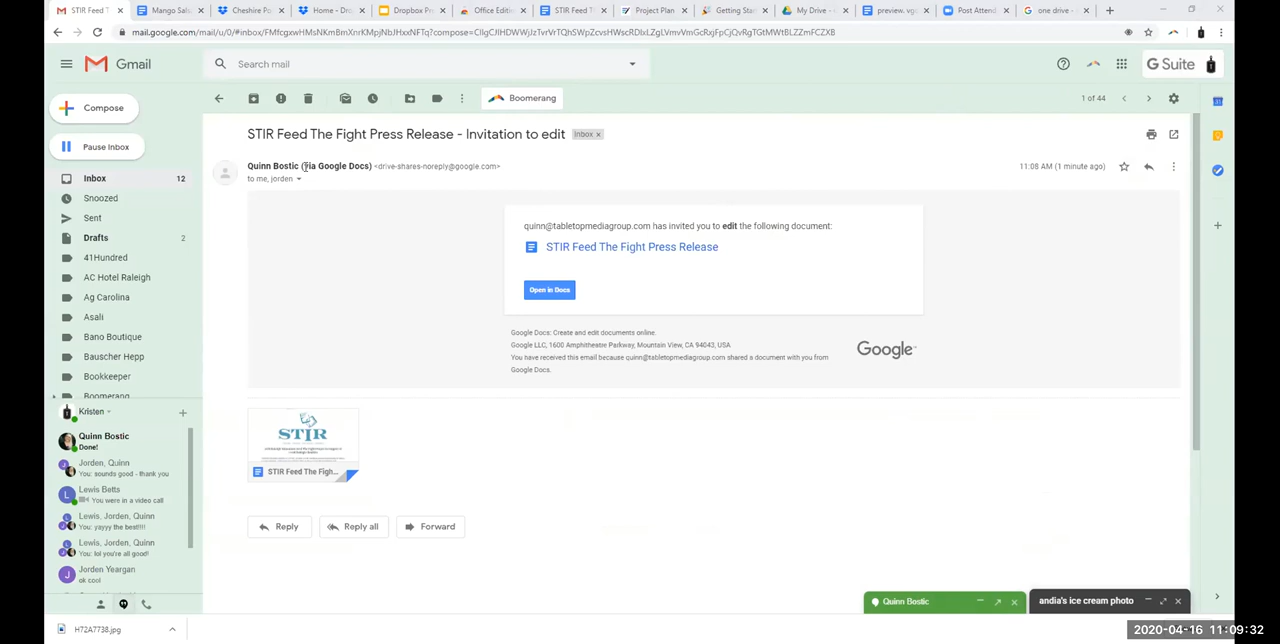 STIR Feed T
Mango Salu
Cheshire Po
Home - Dro
Dropbox Pr
Office Editin
STIR Feed Th
Project Plan
Getting Start
My Drive -
preview. vg
Post Attend
one drive -
mail.google.com/mail/u/0/#inbox/
Gmail
Search mail
G Suite
Compose
Boomerang
1 of 44
Pause Inbox
STIR Feed The Fight Press Release - Invitation to edit
Inbox x
Quinn Bostic (via Google Docs) <drive-shares-noreply@google.com>
11:08 AM (1 minute ago)
to me, jorden
Inbox 12
Snoozed
Sent
Drafts 2
41Hundred
AC Hotel Raleigh
Ag Carolina
Asali
Bano Boutique
Bauscher Hepp
Bookkeeper
Boomerang
quinn@tabletopmediagroup.com has invited you to edit the following document:
STIR Feed The Fight Press Release
Open in Docs
Google Docs: Create and edit documents online.
Google LLC, 1600 Amphitheatre Parkway, Mountain View, CA 94043, USA
You have received this email because quinn@tabletopmediagroup.com shared a document with you from
Google Docs.
Google
Kristen
Quinn Bostic
Done!
Jorden, Quinn
You: sounds good - thank you
Lewis Betts
You were in a video call
Lewis, Jorden, Quinn
You: yayyy the best!!!!
Lewis, Jorden, Quinn
You: lol you're all good!
Jorden Yeargan
ok cool
STIR
STIR Feed The Figh...
Reply
Reply all
Forward
Quinn Bostic
andia's ice cream photo
H72A7738.jpg
2020-04-16 11:09:32